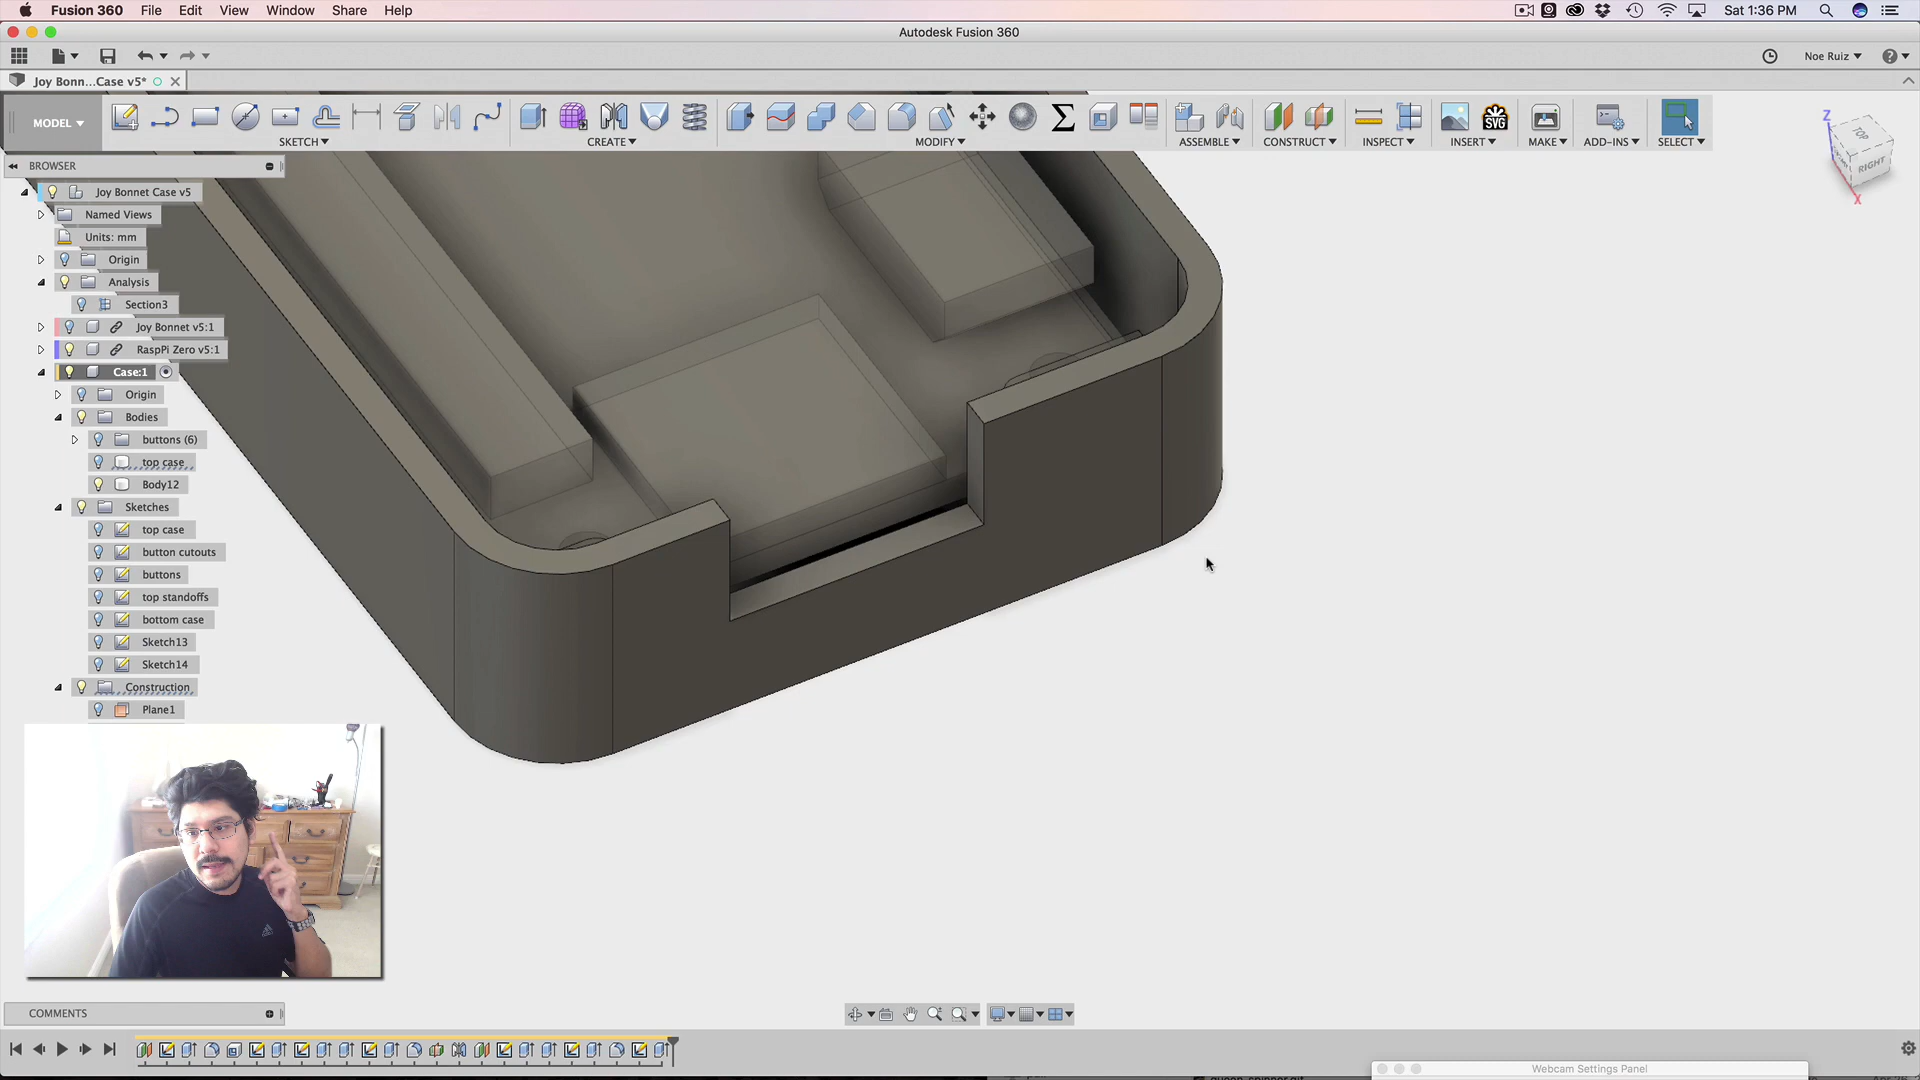 Fusion 360 File Edit View Window Share Help
Sat 1:36 PM
Autodesk Fusion 360
Noe Ruiz
Joy Bonn...Case v5*
MODEL
SKETCH
CREATE
MODIFY
ASSEMBLE
CONSTRUCT
INSPECT
SVG
INSERT
MAKE
ADD-INS
SELECT
Z
TOP
RIGHT
X
BROWSER
Joy Bonnet Case v5
Named Views
Units: mm
Origin
Analysis
Section3
Joy Bonnet v5:1
RaspPi Zero v5:1
Case:1
Origin
Bodies
buttons (6)
top case
Body12
Sketches
top case
button cutouts
buttons
top standoffs
bottom case
Sketch13
Sketch14
Construction
Plane1
COMMENTS
Webcam Settings Panel